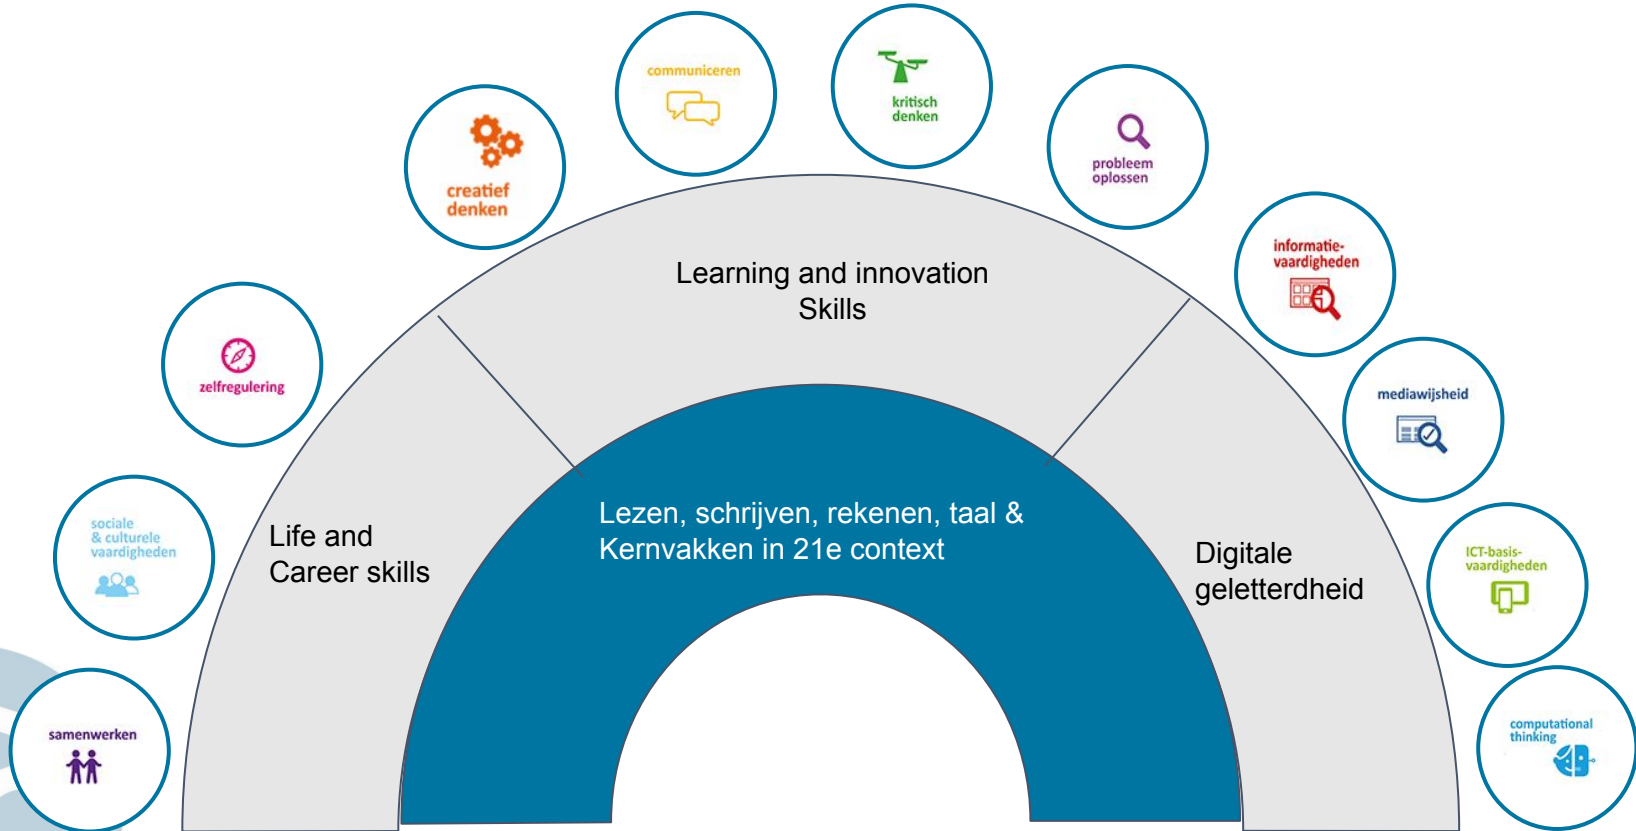 communiceren
kritisch
denken
creatief
denken
probleem
oplossen
informatie-
vaardigheden
Learning and innovation
Skills
zelfregulering
mediawijsheid
sociale
& culturele
vaardigheden
Life and
Career skills
Lezen, schrijven, rekenen, taal &
Kernvakken in 21e context
Digitale
geletterdheid
ICT-basis-
vaardigheden
samenwerken
computational
thinking